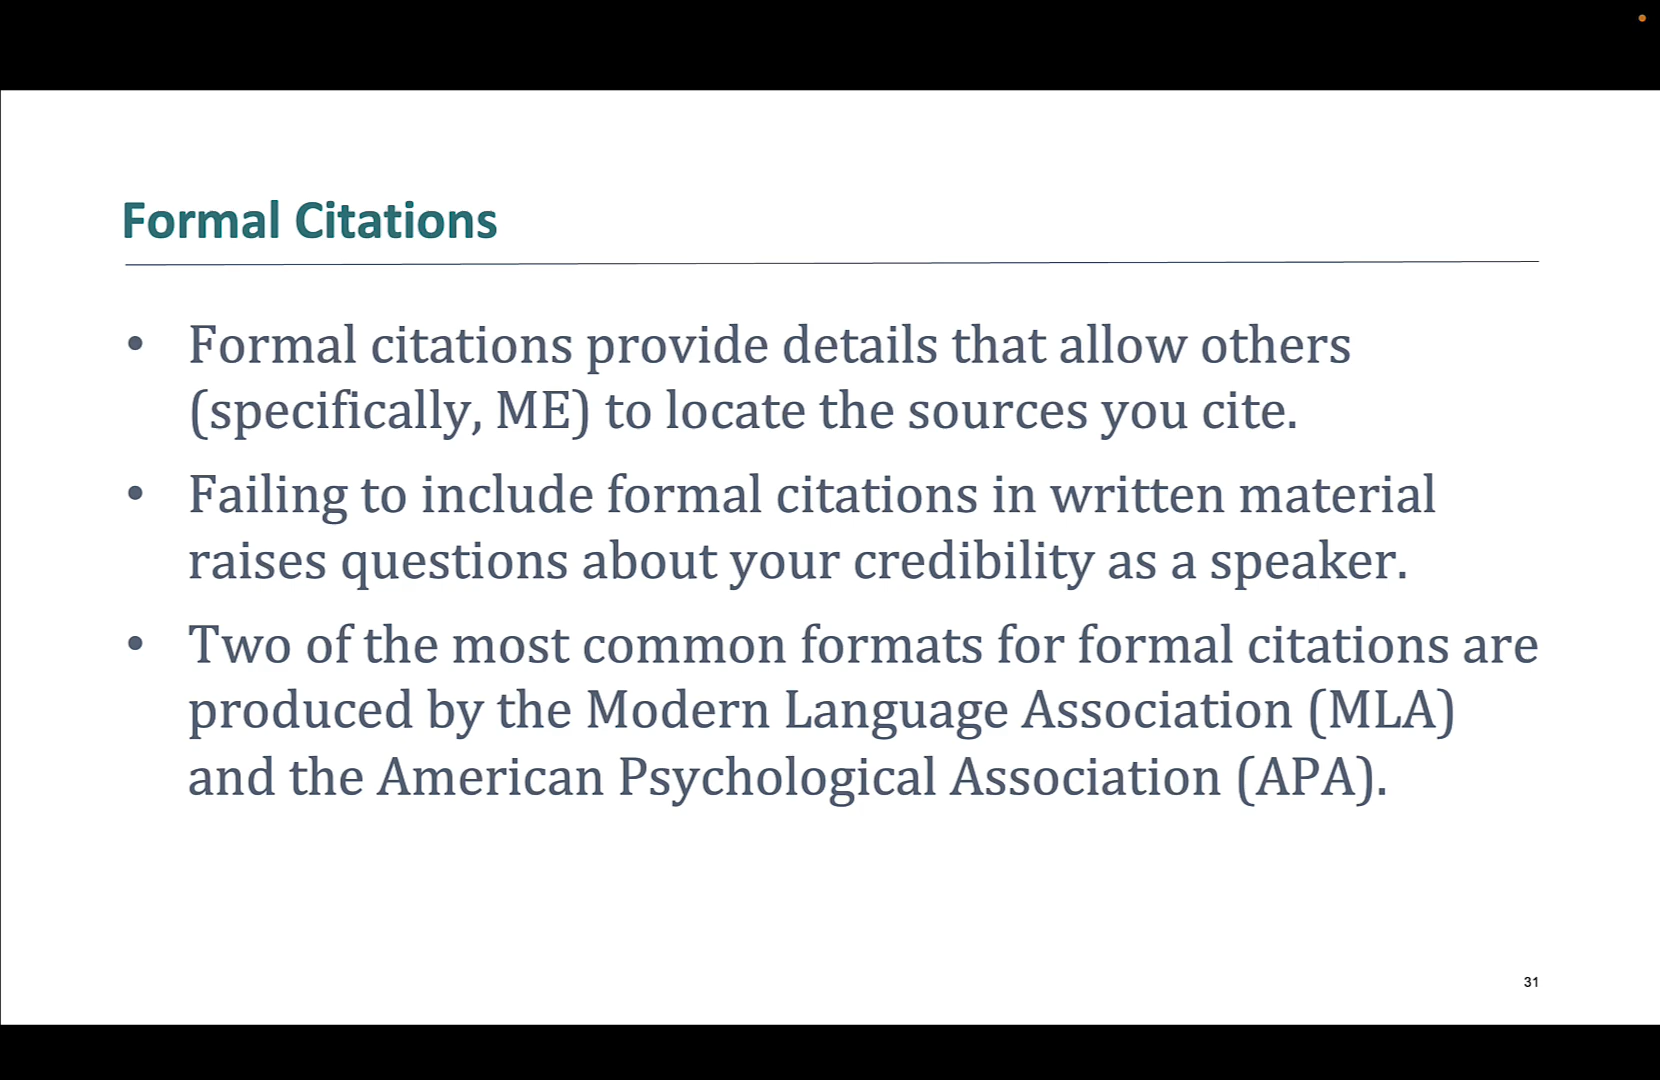 Formal Citations
• Formal citations provide details that allow others
(specifically, ME) to locate the sources you cite.
• Failing to include formal citations in written material
raises questions about your credibility as a speaker.
• Two of the most common formats for formal citations are
produced by the Modern Language Association (MLA)
and the American Psychological Association (APA).
31